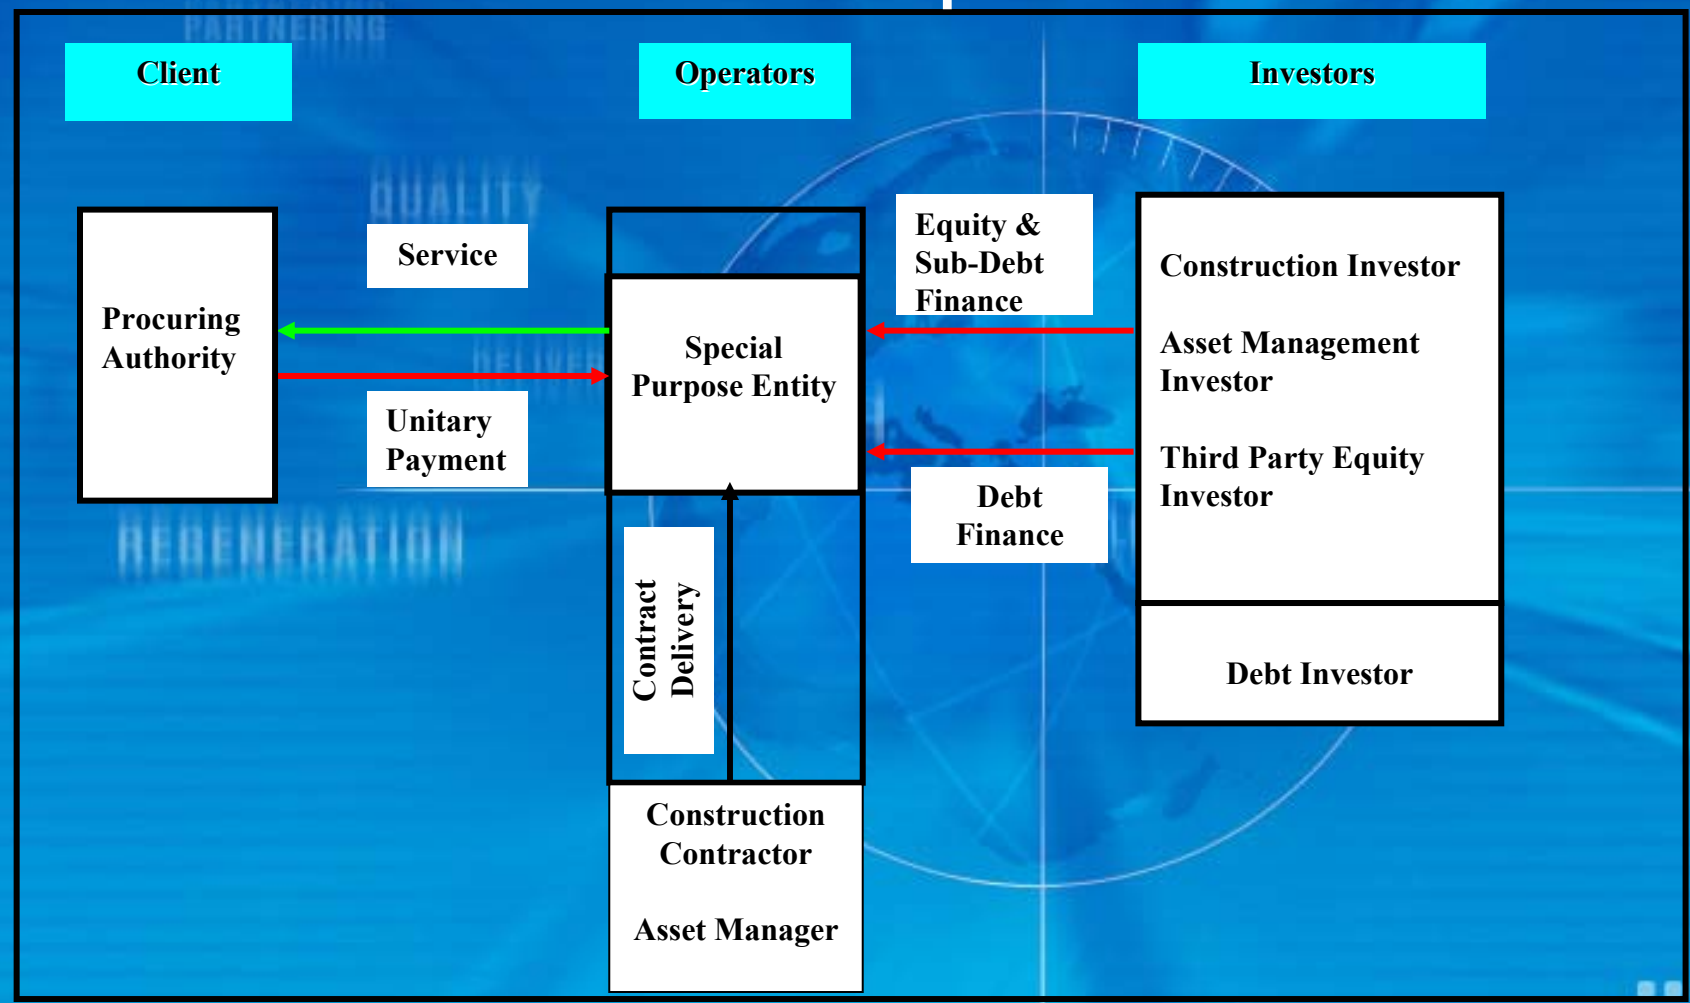 PARTNERING
Client
Operators
Investors
QUALITY
Service
Equity &
Sub-Debt
Finance
Procuring
Authority
Special
Purpose Entity
Construction Investor
Asset Management
Investor
Third Party Equity
Investor
Unitary
Payment
Debt
Finance
REGENERATION
Contract
Delivery
Debt Investor
Construction
Contractor
Asset Manager